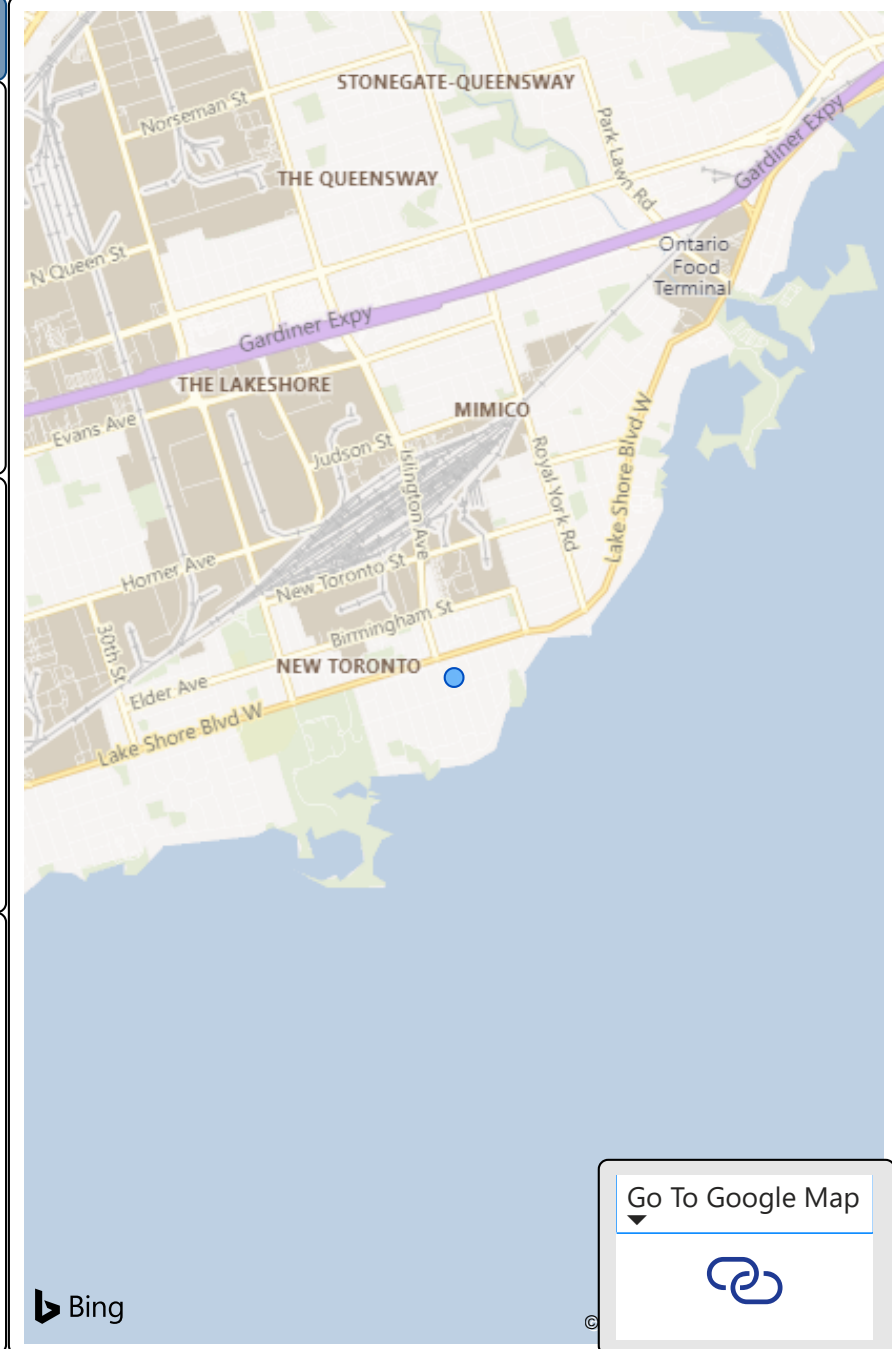 STONEGATE-QUEENSWAY
Norseman St
Park Lawn Rd
Gardiner Expy
THE QUEENSWAY
N Queen St
Ontario
Food
Terminal
Gardiner Expy
THE LAKESHORE
MIMICO
Evans Ave
Judson St
Islington Ave
Royal York Rd
Lake Shore Blvd W
Horner Ave
New Toronto St
Birmingham St
30th St
NEW TORONTO
Elder Ave
Lake Shore Blvd W
Go To Google Map
Bing
©